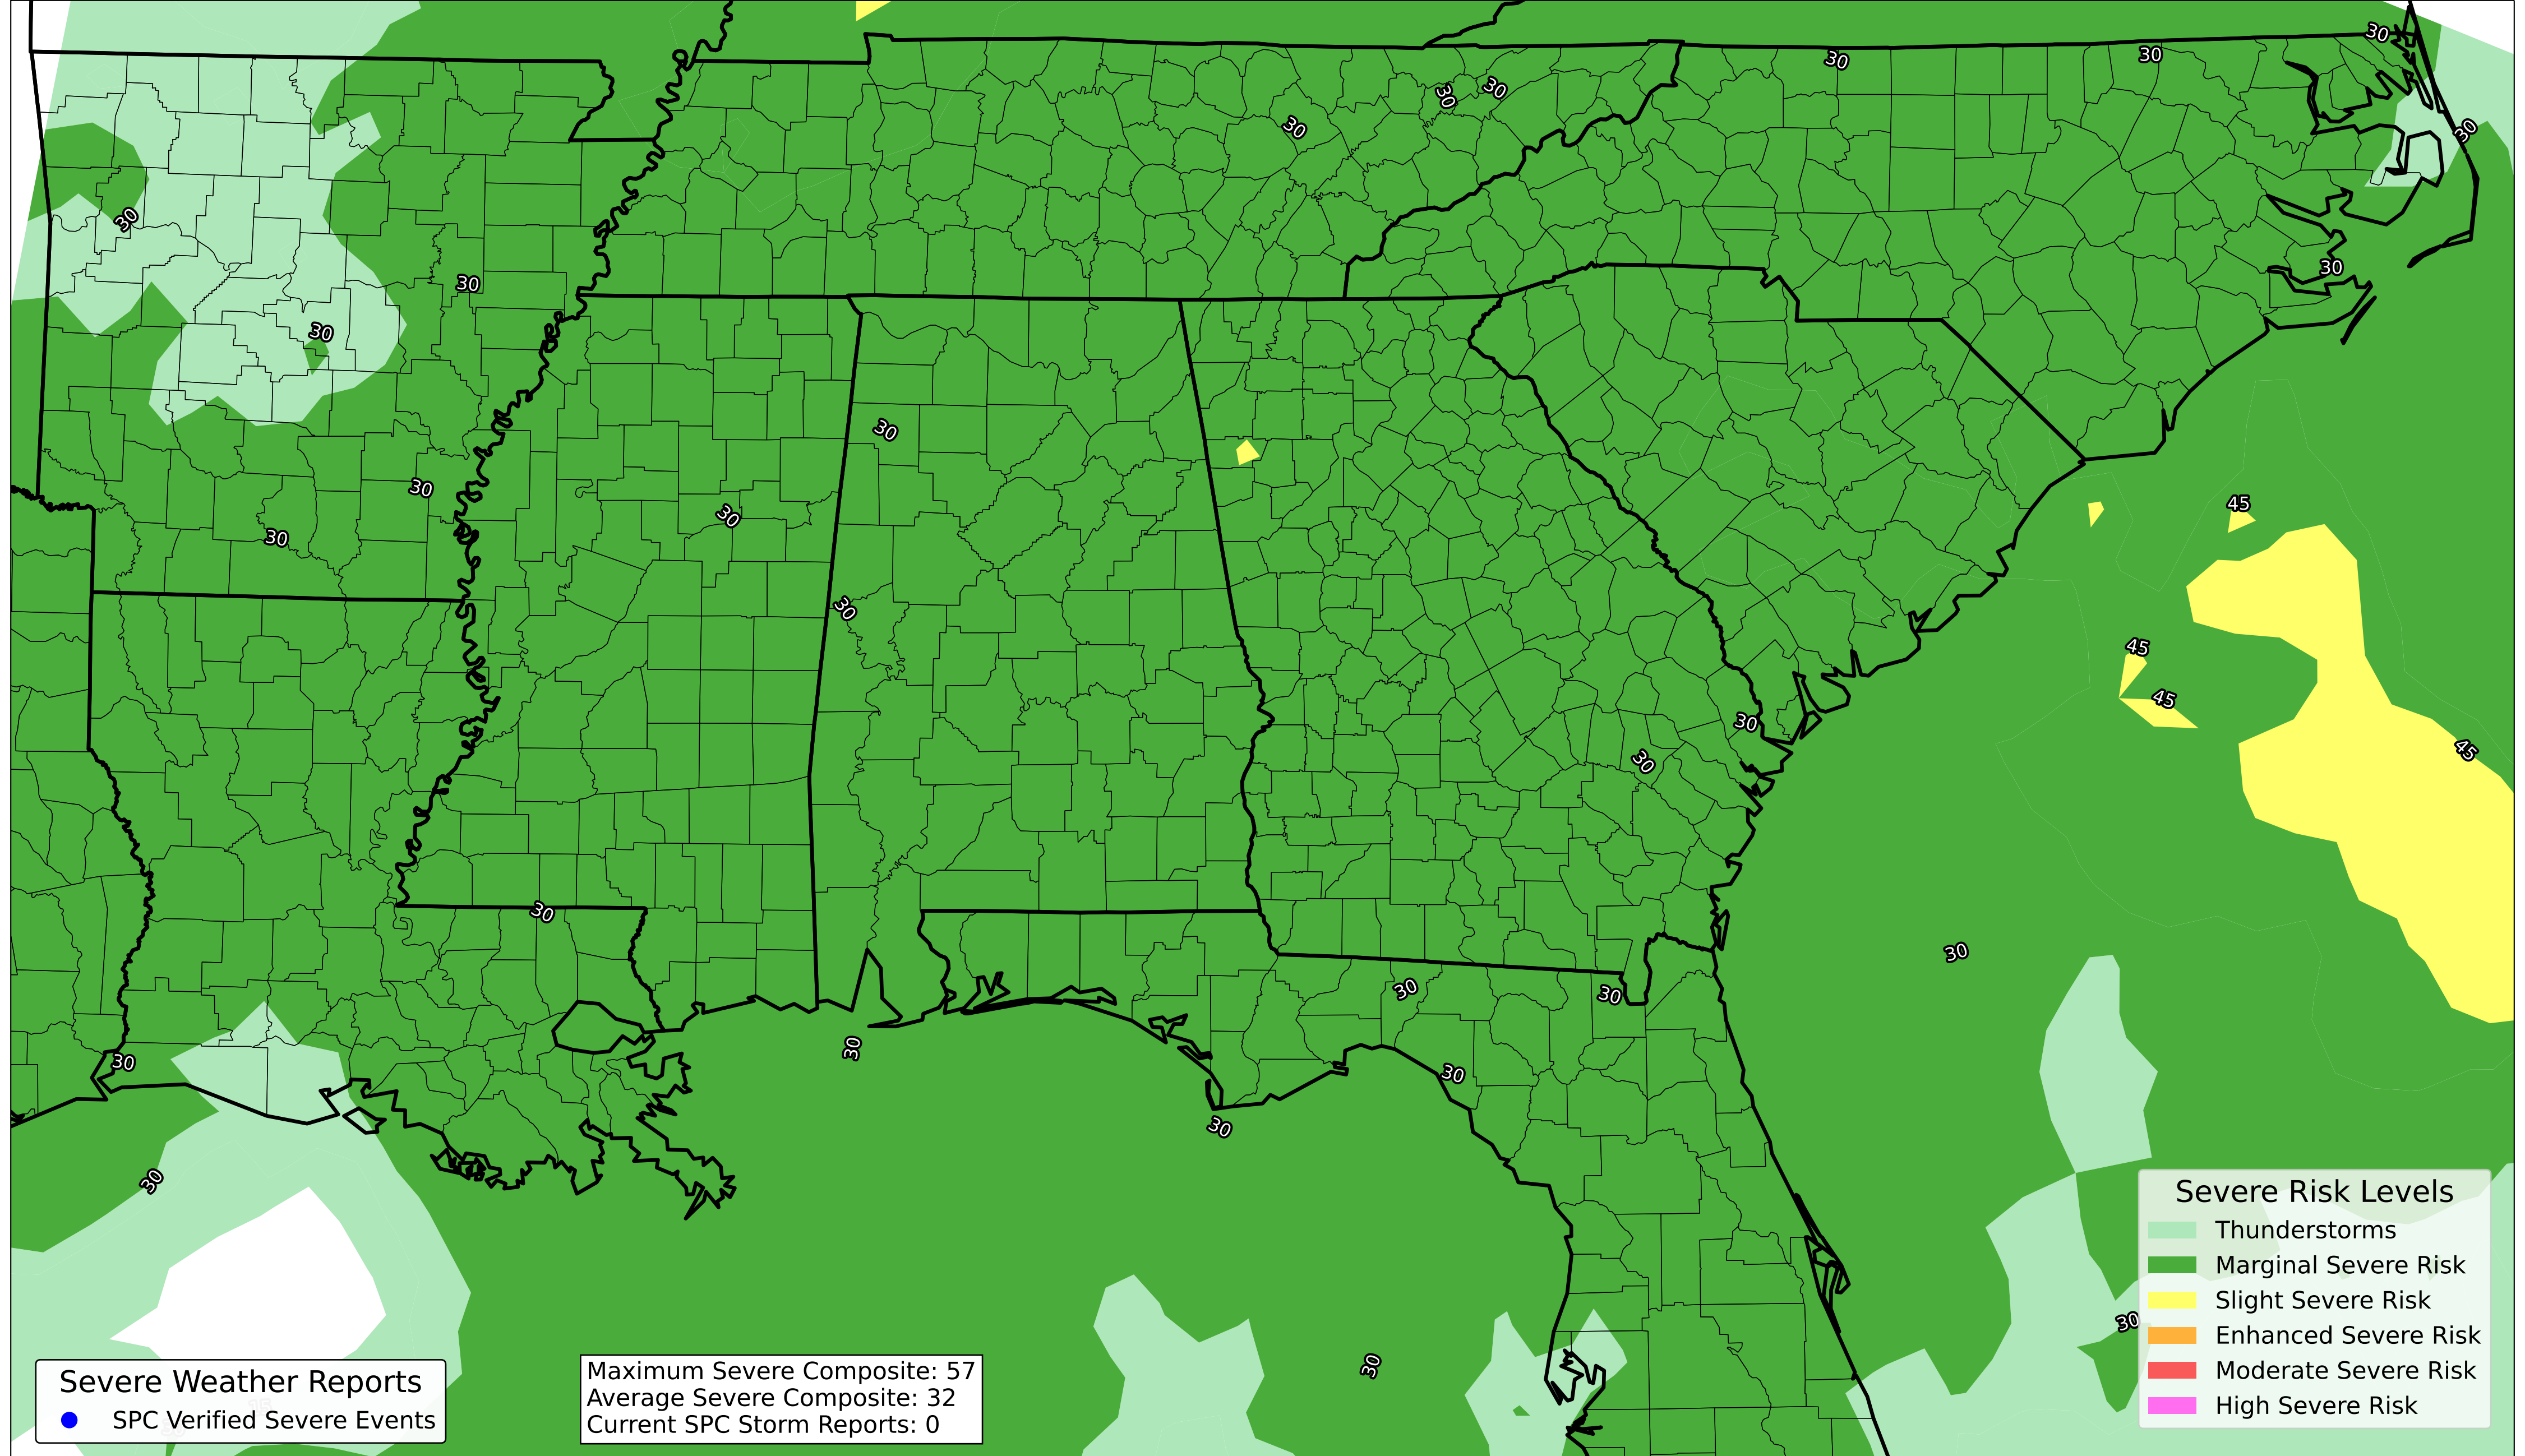 30
30
30
30
30
30
30
30
30
30
30
30
45
30
30
30
30
45
45
30
30
45
30
30
30
30
30
30
30
30
30
30
30
30
Severe Risk Levels
Thunderstorms
Marginal Severe Risk
Slight Severe Risk
Enhanced Severe Risk
Moderate Severe Risk
High Severe Risk
Severe Weather Reports
SPC Verified Severe Events
Maximum Severe Composite: 57
Average Severe Composite: 32
Current SPC Storm Reports: 0